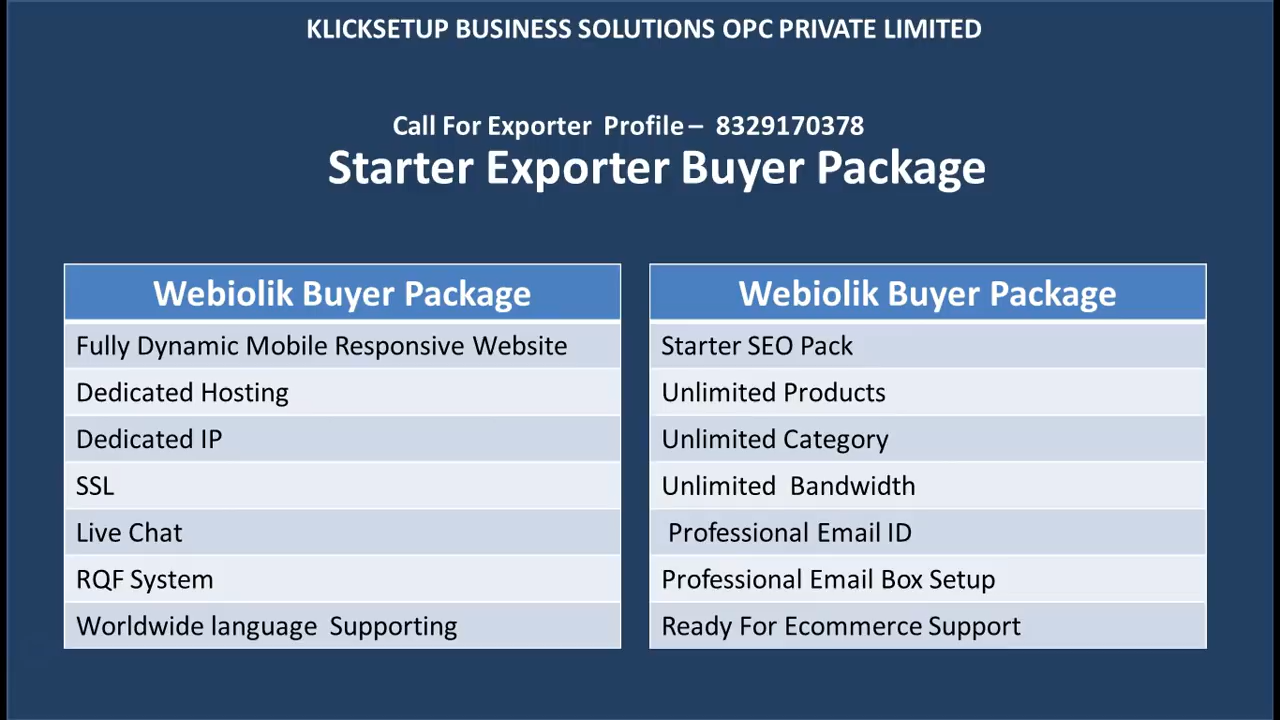 KLICKSETUP BUSINESS SOLUTIONS OPC PRIVATE LIMITED
Call For Exporter Profile – 8329170378
Starter Exporter Buyer Package
Webiolik Buyer Package
Fully Dynamic Mobile Responsive Website
Dedicated Hosting
Dedicated IP
SSL
Live Chat
RQF System
Worldwide language Supporting
Webiolik Buyer Package
Starter SEO Pack
Unlimited Products
Unlimited Category
Unlimited Bandwidth
Professional Email ID
Professional Email Box Setup
Ready For Ecommerce Support